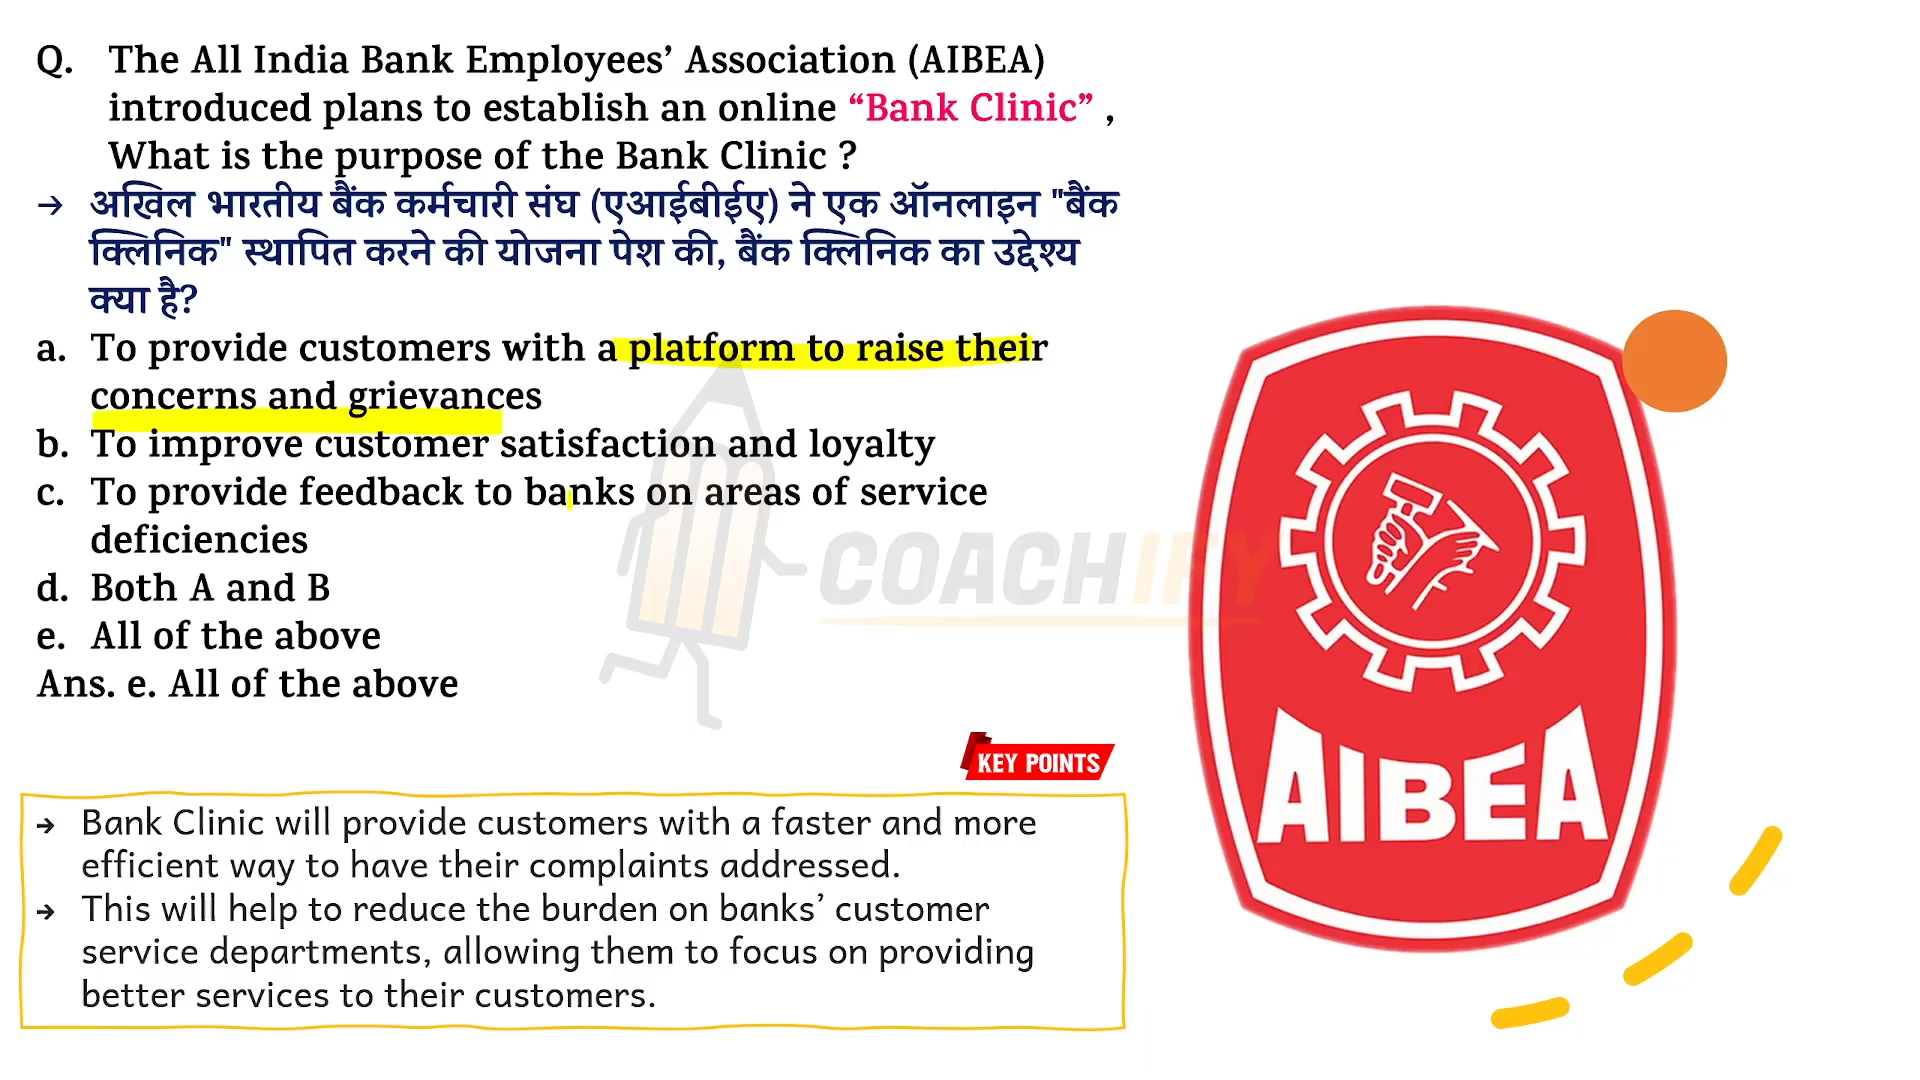 Q. The All India Bank Employees’ Association (AIBEA)
introduced plans to establish an online “Bank Clinic” ,
What is the purpose of the Bank Clinic ?
→ अखिल भारतीय बैंक कर्मचारी संघ (एआईबीईए) ने एक ऑनलाइन "बैंक
क्लिनिक" स्थापित करने की योजना पेश की, बैंक क्लिनिक का उद्देश्य
क्या है?
a. To provide customers with a platform to raise their
concerns and grievances
b. To improve customer satisfaction and loyalty
c. To provide feedback to banks on areas of service
deficiencies
d. Both A and B
e. All of the above
Ans. e. All of the above
COACHIFY
KEY POINTS
→ Bank Clinic will provide customers with a faster and more
efficient way to have their complaints addressed.
→ This will help to reduce the burden on banks’ customer
service departments, allowing them to focus on providing
better services to their customers.
AIBEA